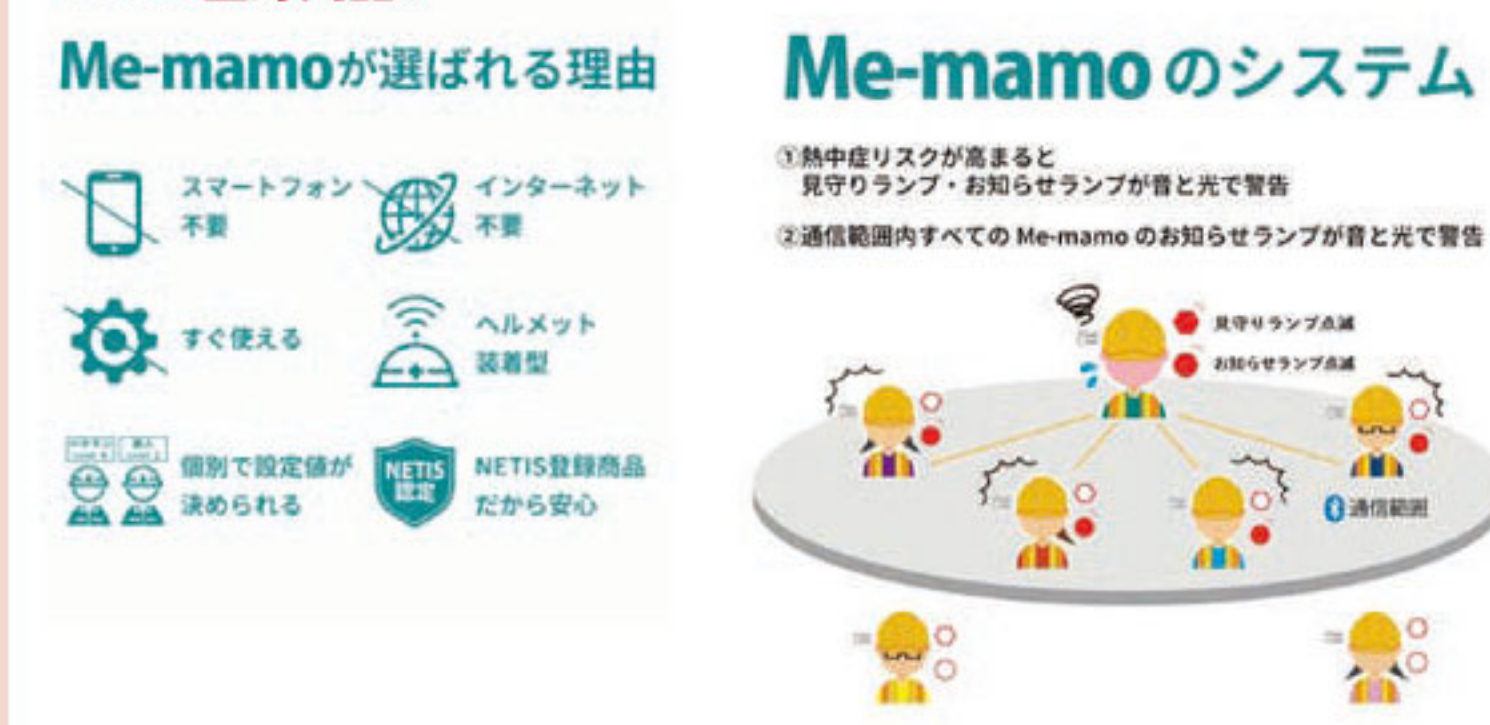 Me-mamoが選ばれる理由
スマートフォン
不要
インターネット
不要
すぐ使える
ヘルメット
装着型
個別で設定値が
決められる
NETIS
認定
NETIS登録商品
だから安心
Me-mamoのシステム
①熱中症リスクが高まると
見守りランプ・お知らせランプが音と光で警告
②通信範囲内すべての Me-mamo のお知らせランプが音と光で警告
見守りランプ点滅
お知らせランプ点滅
通信範囲